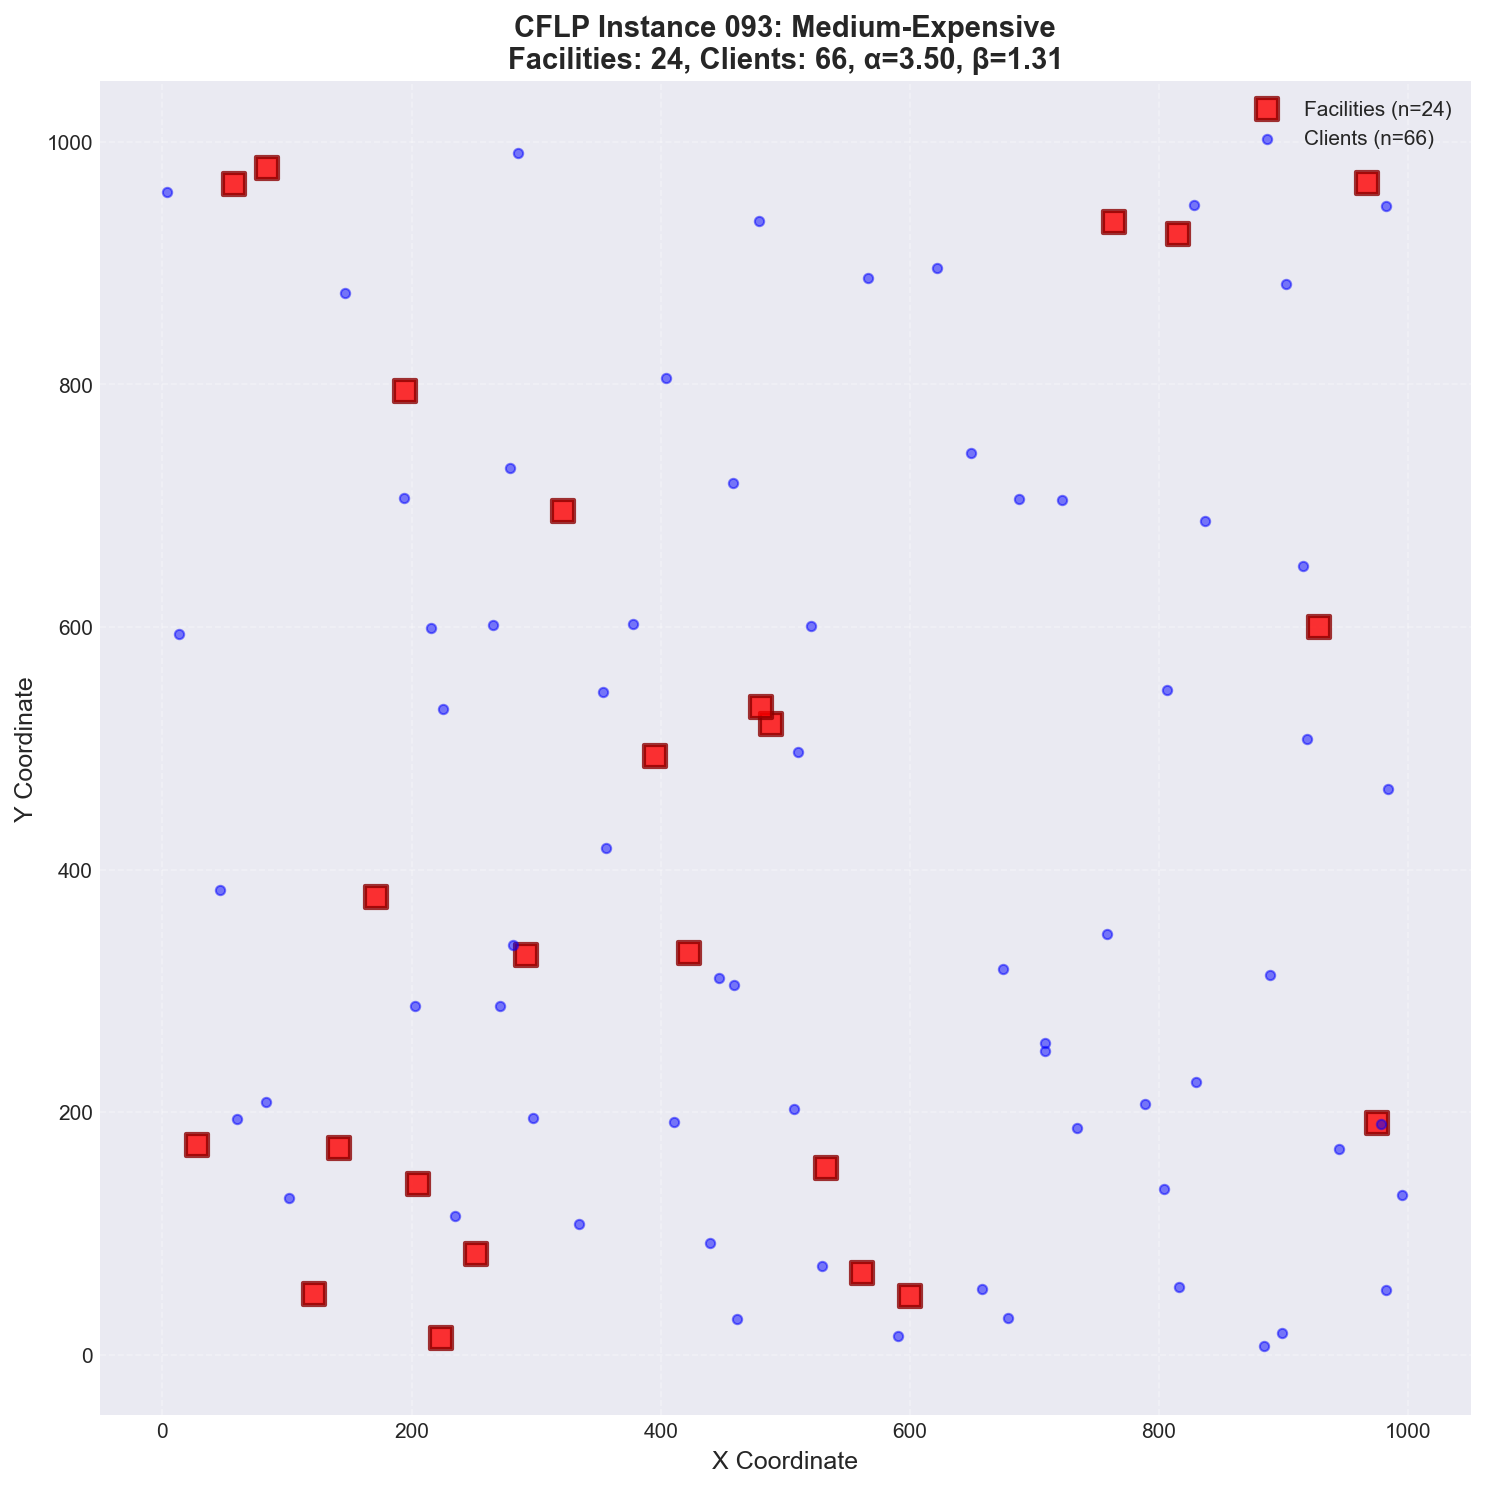 CFLP Instance 093: Medium-Expensive
Facilities: 24, Clients: 66, α=3.50, β=1.31
Facilities (n=24)
Clients (n=66)
1000
800
600
400
200
0
Y Coordinate
0 200 400 600 800 1000
X Coordinate